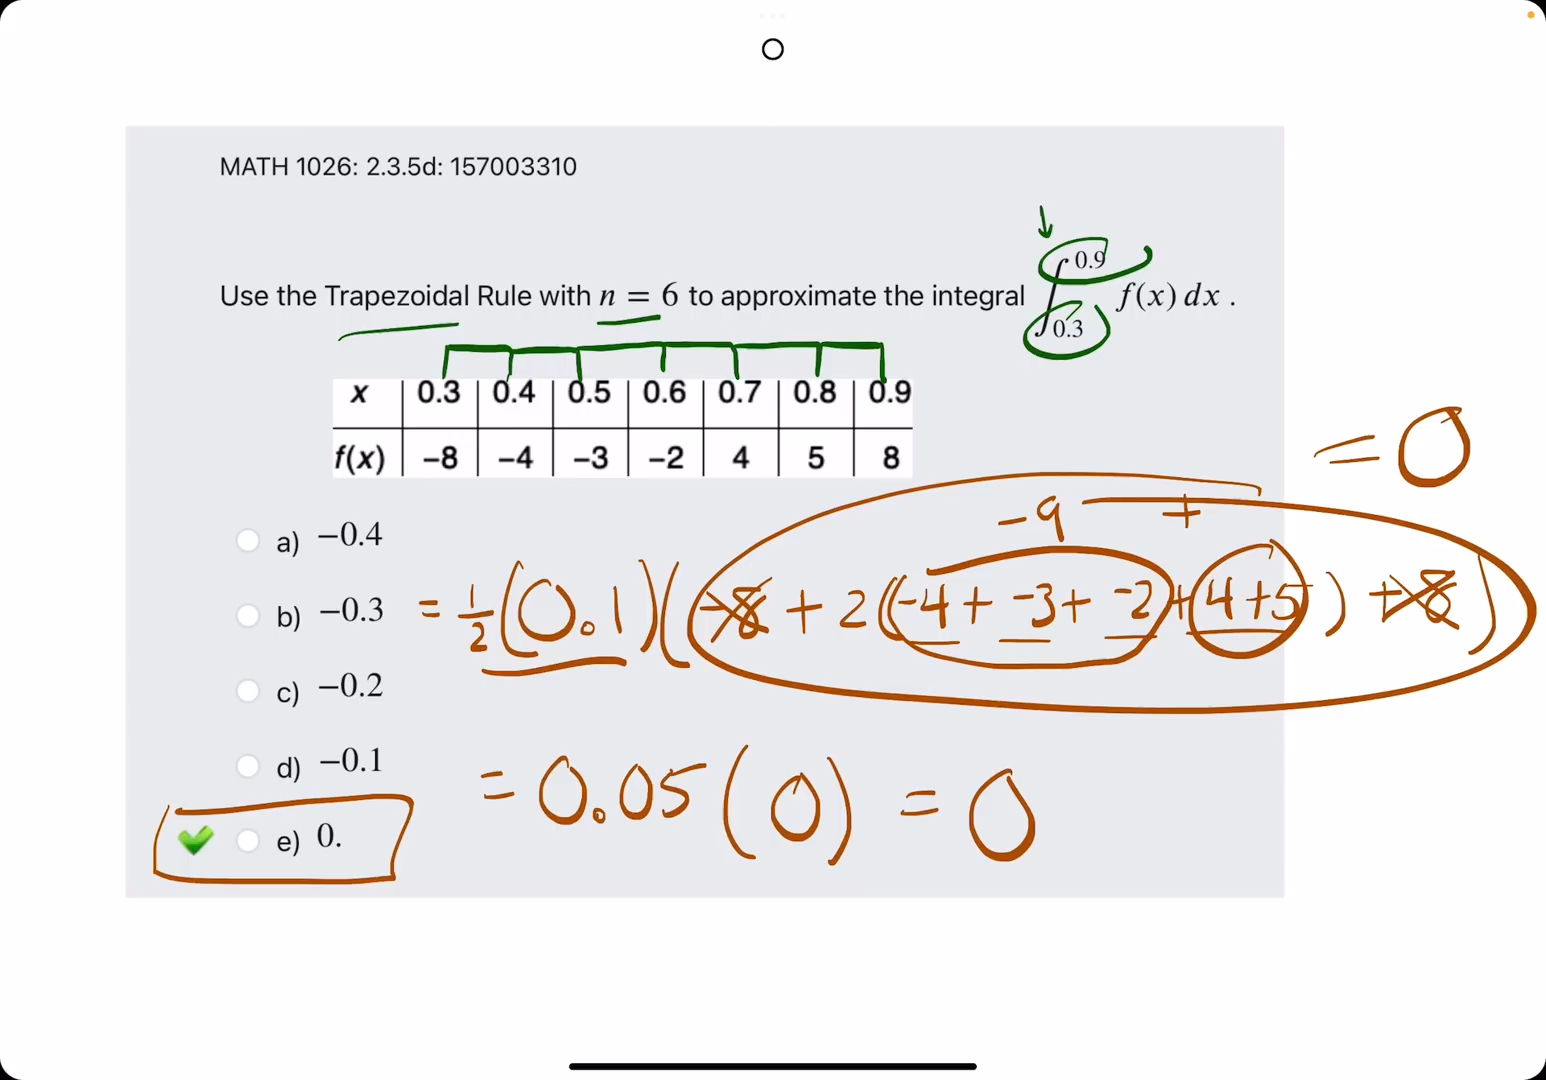 MATH 1026: 2.3.5d: 157003310
Use the Trapezoidal Rule with n = 6 to approximate the integral ∫_{0.3}^{0.9} f(x) dx .
x 0.3 0.4 0.5 0.6 0.7 0.8 0.9
f(x) −8 −4 −3 −2 4 5 8
= 0
−9 +
a) −0.4
b) −0.3
= 1/2 (0.1)(−8 + 2(−4 + −3 + −2 + 4 + 5) + 8)
c) −0.2
d) −0.1
= 0.05 (0) = 0
e) 0.